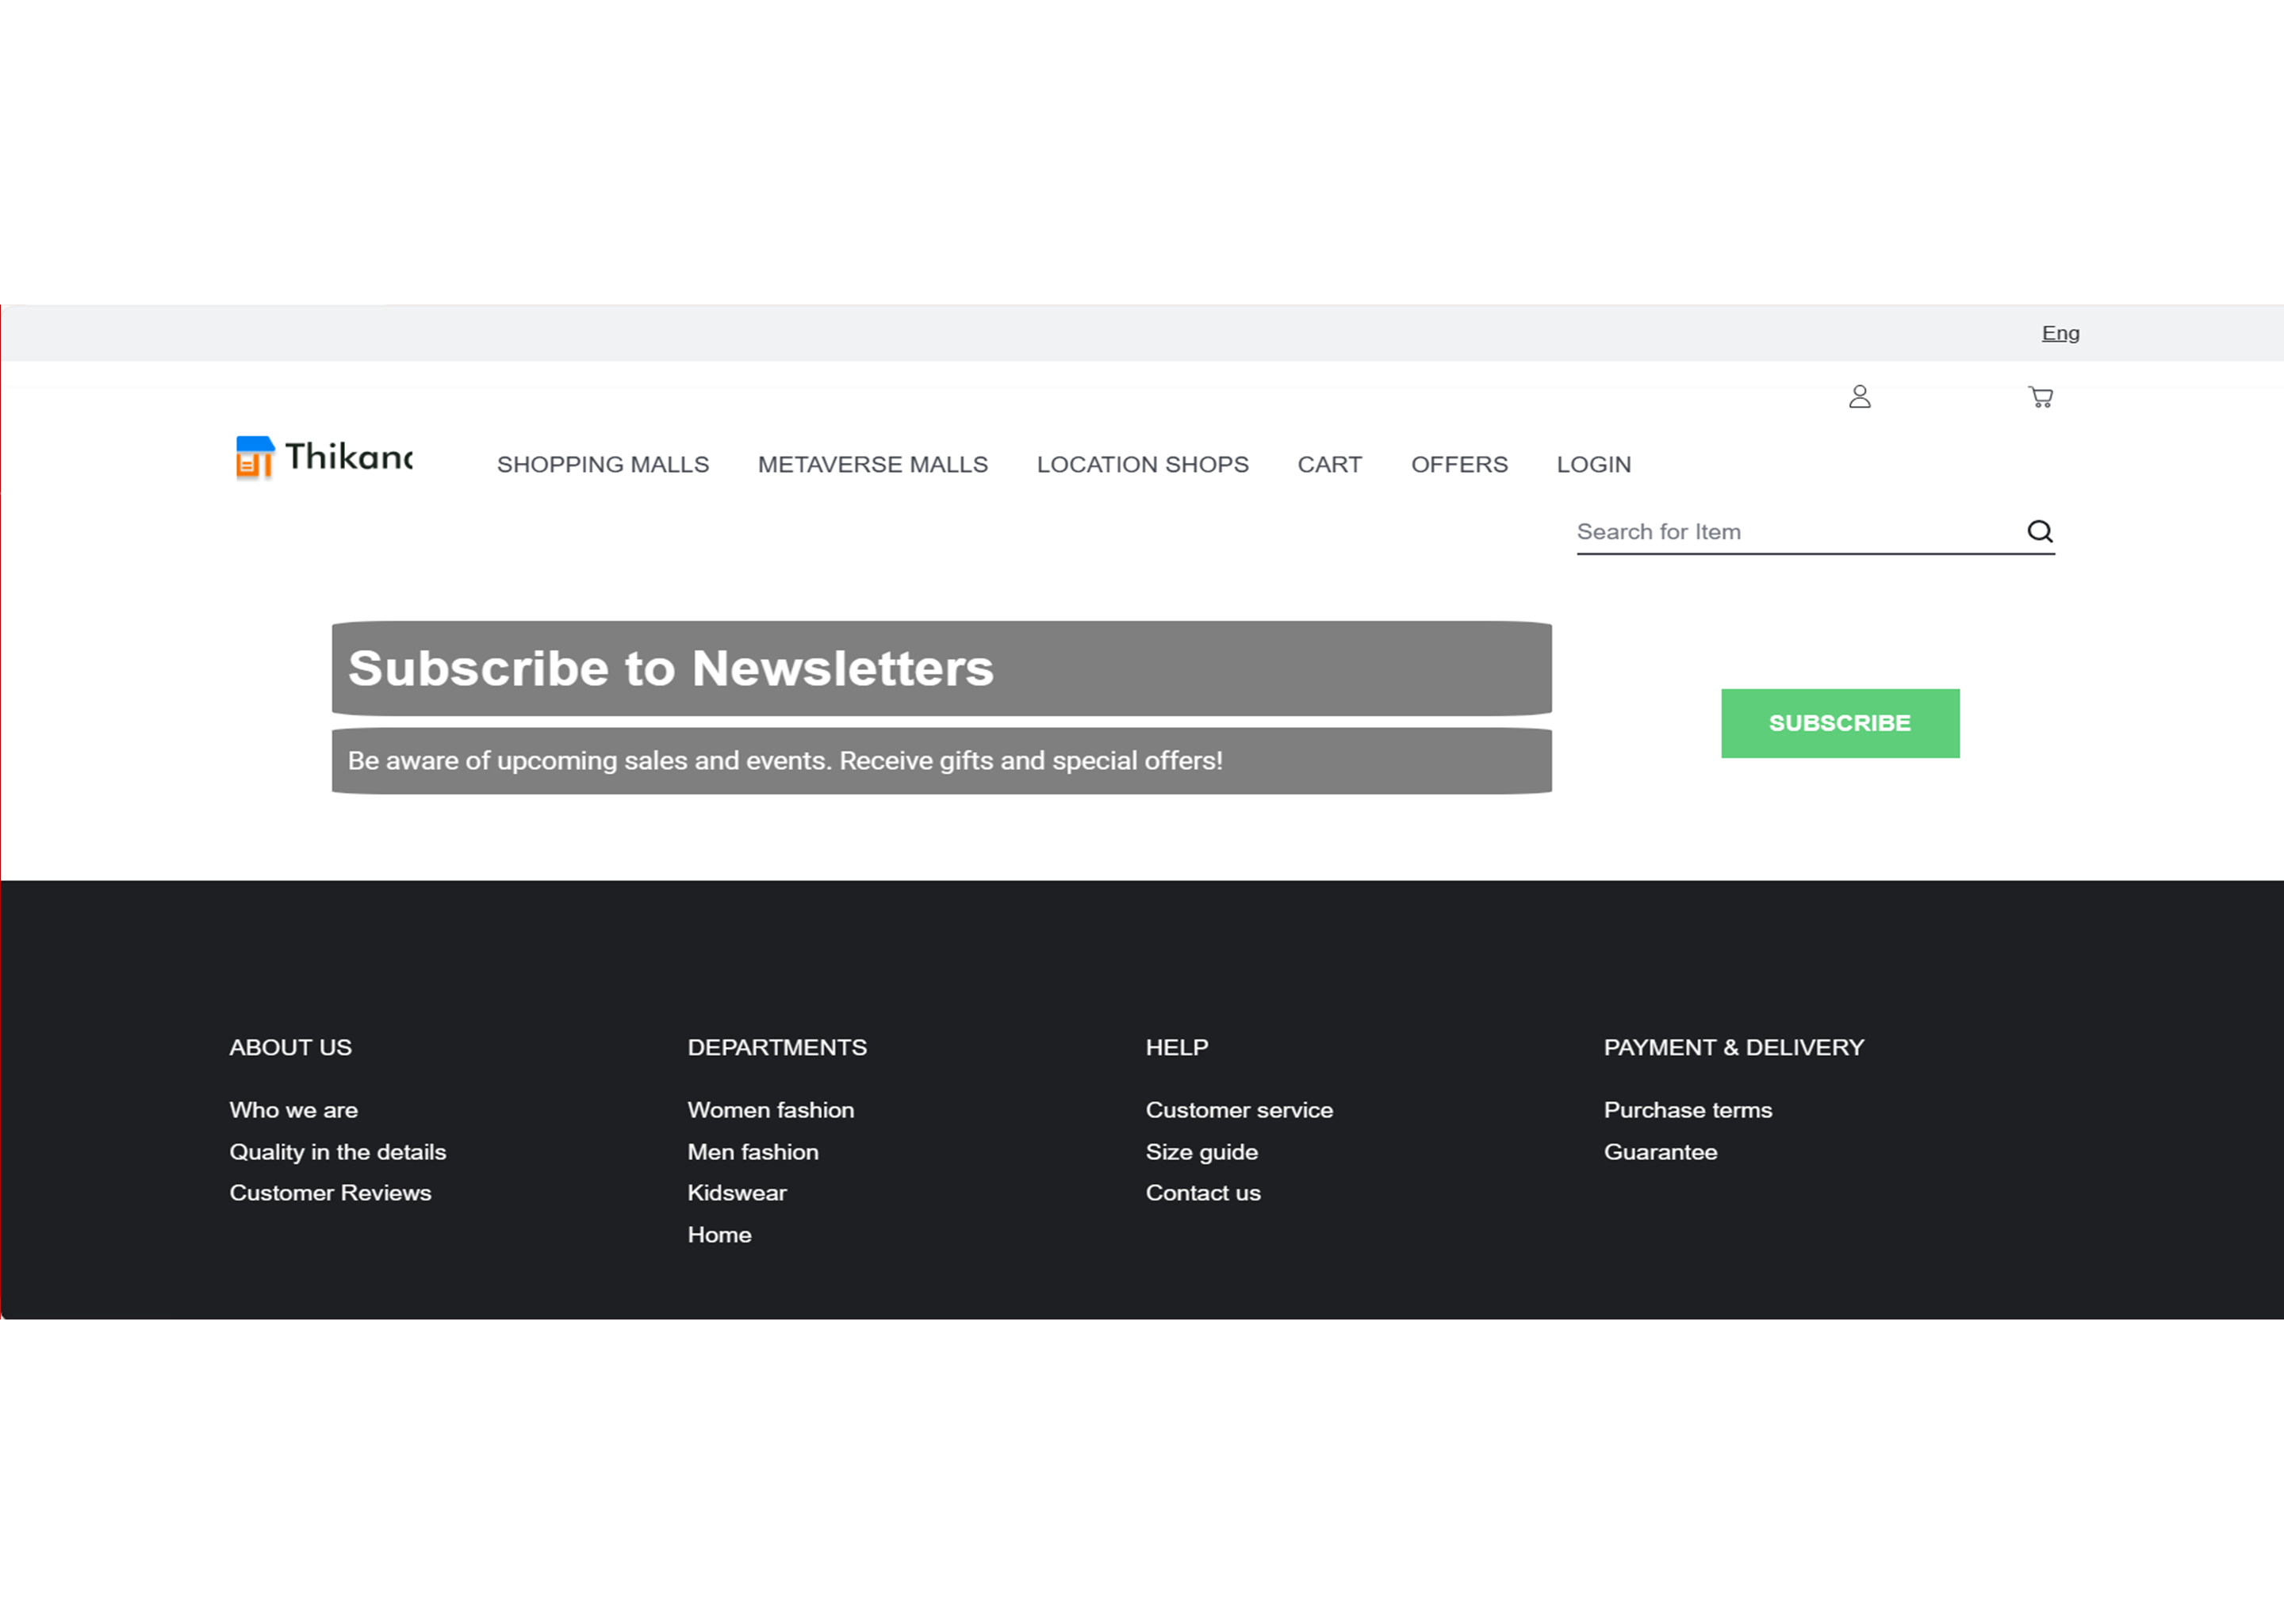 Eng
Thikana
SHOPPING MALLS METAVERSE MALLS LOCATION SHOPS CART OFFERS LOGIN
Search for Item
Subscribe to Newsletters
Be aware of upcoming sales and events. Receive gifts and special offers!
SUBSCRIBE
ABOUT US
Who we are
Quality in the details
Customer Reviews
DEPARTMENTS
Women fashion
Men fashion
Kidswear
Home
HELP
Customer service
Size guide
Contact us
PAYMENT & DELIVERY
Purchase terms
Guarantee